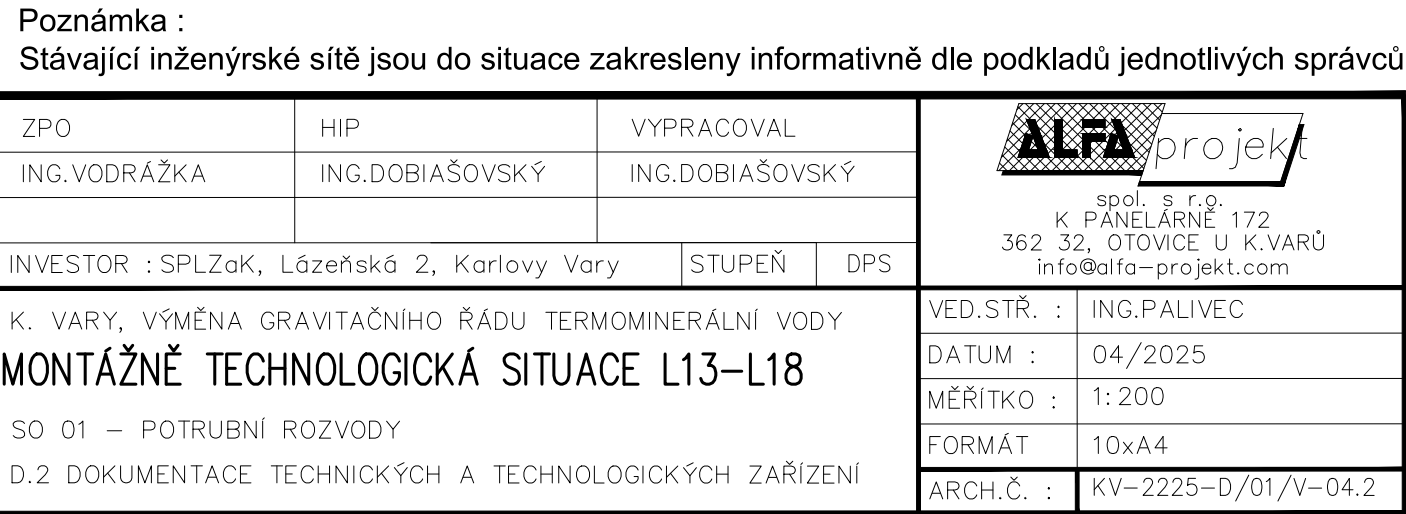 Poznámka :
Stávající inženýrské sítě jsou do situace zakresleny informativně dle podkladů jednotlivých správců
ZPO HIP VYPRACOVAL
ING.VODRÁŽKA ING.DOBIAŠOVSKÝ ING.DOBIAŠOVSKÝ
INVESTOR : SPLZaK, Lázeňská 2, Karlovy Vary STUPEŇ DPS
ALFA projekt
spol. s r.o.
K PANELÁRNĚ 172
362 32, OTOVICE U K.VARŮ
info@alfa-projekt.com
K. VARY, VÝMĚNA GRAVITAČNÍHO ŘÁDU TERMOMINERÁLNÍ VODY
MONTÁŽNĚ TECHNOLOGICKÁ SITUACE L13-L18
SO 01 - POTRUBNÍ ROZVODY
D.2 DOKUMENTACE TECHNICKÝCH A TECHNOLOGICKÝCH ZAŘÍZENÍ
VED.STŘ. : ING.PALIVEC
DATUM : 04/2025
MĚŘÍTKO : 1:200
FORMÁT 10xA4
ARCH.Č. : KV-2225-D/01/V-04.2